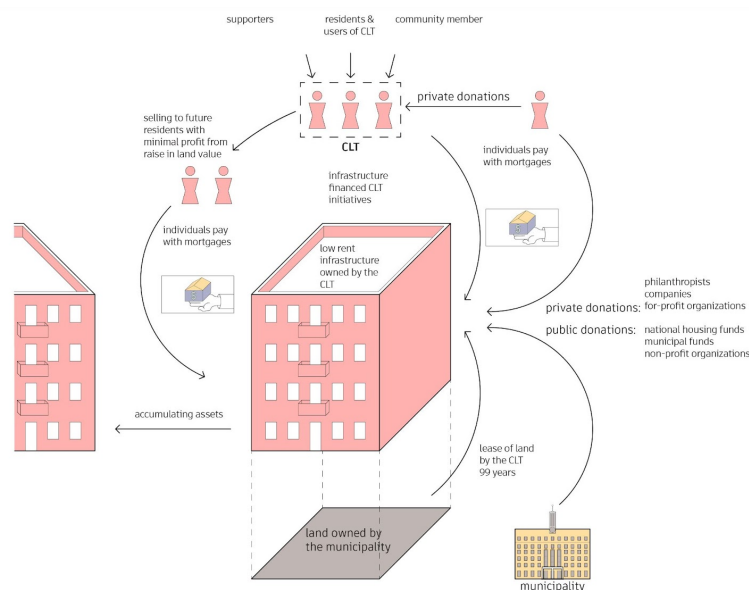 supporters
residents &
users of CLT
community member
private donations
CLT
selling to future
residents with
minimal profit from
raise in land value
individuals pay
with mortgages
infrastructure
financed CLT
initiatives
individuals pay
with mortgages
low rent
infrastructure
owned by the
CLT
private donations:
philanthropists
companies
for-profit organizations
public donations:
national housing funds
municipal funds
non-profit organizations
accumulating assets
lease of land
by the CLT
99 years
land owned by
the municipality
municipality